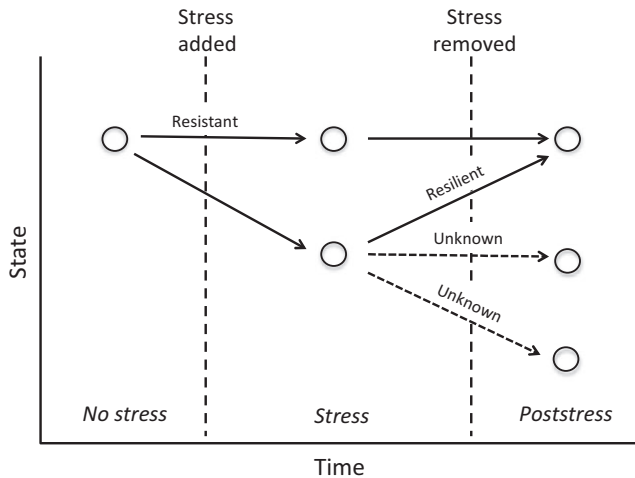 Stress
added
Stress
removed
Resistant
Resilient
Unknown
Unknown
State
No stress
Stress
Poststress
Time